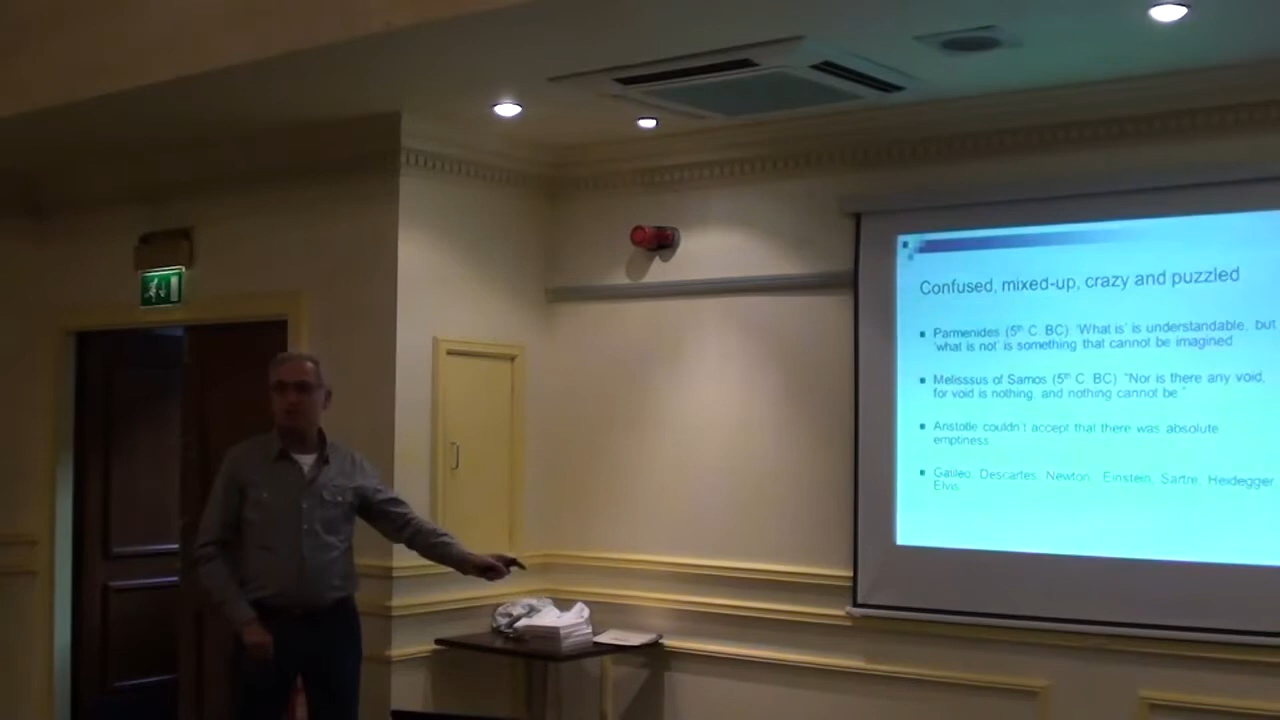 Confused, mixed-up, crazy and puzzled
Parmenides (5th C. BC) 'What is' is understandable, but
'what is not' is something that cannot be imagined
Melisssus of Samos (5th C. BC) "Nor is there any void,
for void is nothing, and nothing cannot be."
Aristotle couldn't accept that there was absolute
emptiness
Galileo, Descartes, Newton, Einstein, Sartre, Heidegger,
Elvis